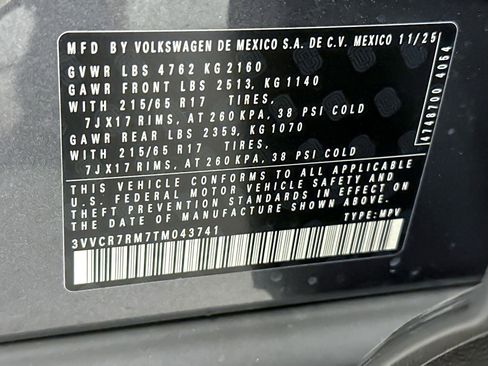 MFD BY VOLKSWAGEN DE MEXICO S.A. DE C.V. MEXICO 11/25
GVWR LBS 4762 KG 2160
GAWR FRONT LBS 2513, KG 1140
WITH 215/65 R17 TIRES,
7JX17 RIMS, AT 260 KPA, 38 PSI COLD
GAWR REAR LBS 2359, KG 1070
WITH 215/65 R17 TIRES,
7JX17 RIMS, AT 260 KPA, 38 PSI COLD
THIS VEHICLE CONFORMS TO ALL APPLICABLE
U.S. FEDERAL MOTOR VEHICLE SAFETY AND
THEFT PREVENTION STANDARDS IN EFFECT ON
THE DATE OF MANUFACTURE SHOWN ABOVE.
TYPE: MPV
3VVCR7RM7TM043741
4748700 4064